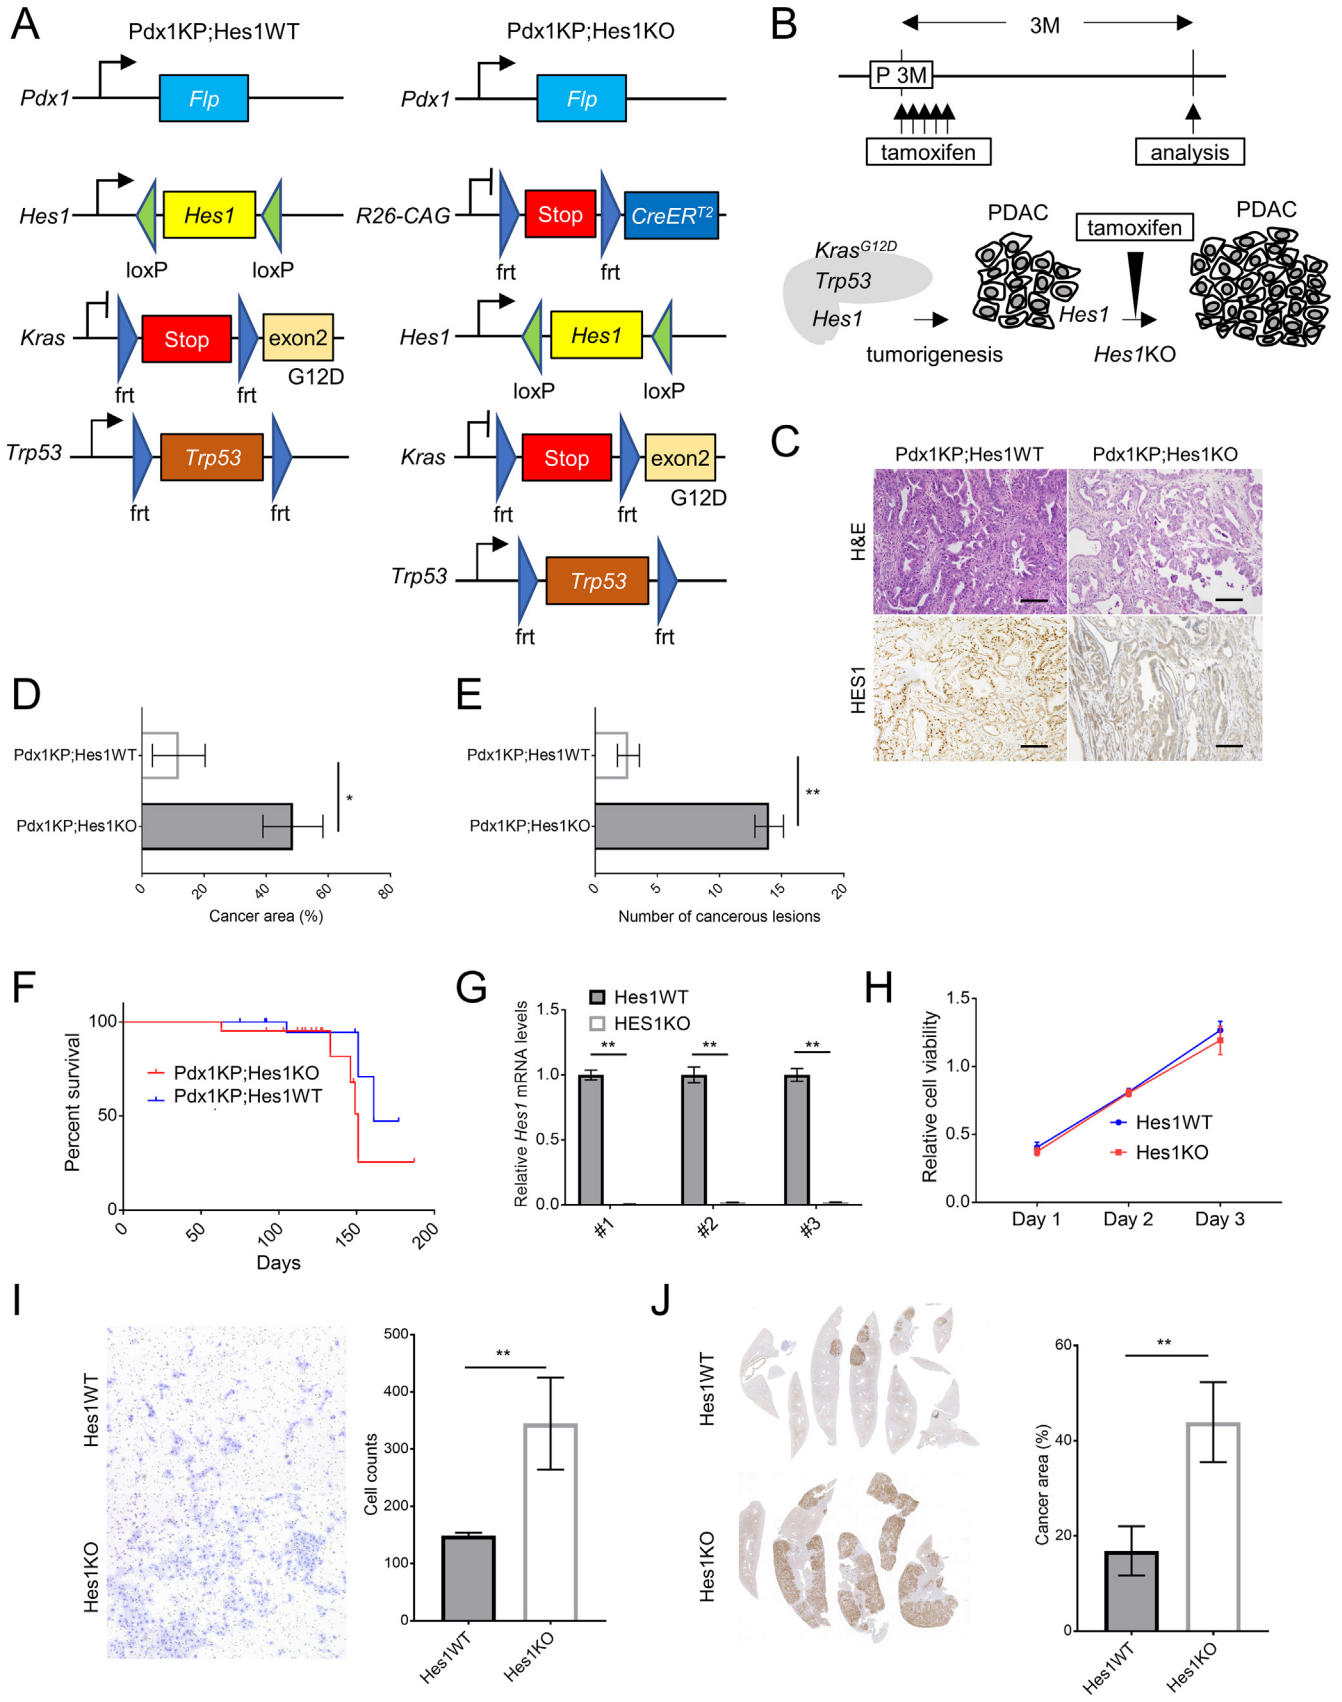 A
Pdx1KP;Hes1WT
Pdx1KP;Hes1KO
Pdx1
Flp
Pdx1
Flp
Hes1
Hes1
loxP
loxP
R26-CAG
Stop
CreERT2
frt
frt
Kras
Stop
exon2
G12D
frt
frt
Hes1
Hes1
loxP
loxP
Trp53
Trp53
frt
frt
Kras
Stop
exon2
G12D
frt
frt
Trp53
Trp53
frt
frt
B
3M
P 3M
tamoxifen
analysis
KrasG12D
Trp53
Hes1
tumorigenesis
PDAC
Hes1
tamoxifen
Hes1KO
PDAC
C
Pdx1KP;Hes1WT
Pdx1KP;Hes1KO
H&E
HES1
D
Pdx1KP;Hes1WT
Pdx1KP;Hes1KO
*
0 20 40 60 80
Cancer area (%)
E
Pdx1KP;Hes1WT
Pdx1KP;Hes1KO
**
0 5 10 15 20
Number of cancerous lesions
F
Percent survival
100
50
0
Pdx1KP;Hes1KO
Pdx1KP;Hes1WT
0 50 100 150 200
Days
G
Hes1WT
HES1KO
Relative Hes1 mRNA levels
1.5
1.0
0.5
0.0
** ** **
#1 #2 #3
H
Relative cell viability
1.5
1.0
0.5
0.0
Hes1WT
Hes1KO
Day 1 Day 2 Day 3
I
Hes1WT
Hes1KO
Cell counts
500
400
300
200
100
0
**
Hes1WT Hes1KO
J
Hes1WT
Hes1KO
Cancer area (%)
60
40
20
0
**
Hes1WT Hes1KO